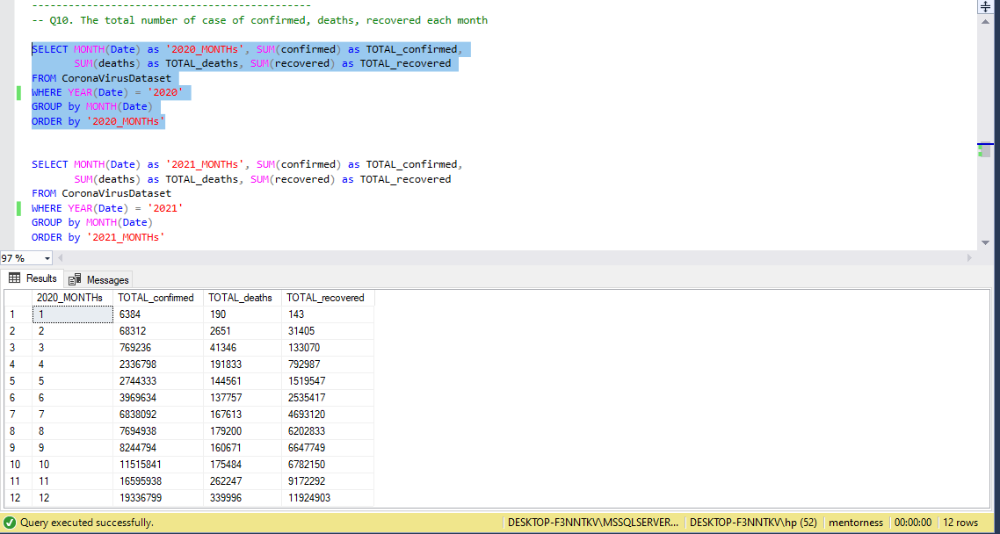 -- Q10. The total number of case of confirmed, deaths, recovered each month
SELECT MONTH(Date) as '2020_MONTHs', SUM(confirmed) as TOTAL_confirmed,
SUM(deaths) as TOTAL_deaths, SUM(recovered) as TOTAL_recovered
FROM CoronaVirusDataset
WHERE YEAR(Date) = '2020'
GROUP by MONTH(Date)
ORDER by '2020_MONTHs'
SELECT MONTH(Date) as '2021_MONTHs', SUM(confirmed) as TOTAL_confirmed,
SUM(deaths) as TOTAL_deaths, SUM(recovered) as TOTAL_recovered
FROM CoronaVirusDataset
WHERE YEAR(Date) = '2021'
GROUP by MONTH(Date)
ORDER by '2021_MONTHs'
97 %
Results Messages
2020_MONTHs TOTAL_confirmed TOTAL_deaths TOTAL_recovered
1 1 6384 190 143
2 2 68312 2651 31405
3 3 769236 41346 133070
4 4 2336798 191833 792987
5 5 2744333 144561 1519547
6 6 3969634 137757 2535417
7 7 6838092 167613 4693120
8 8 7694938 179200 6202833
9 9 8244794 160671 6647749
10 10 11515841 175484 6782150
11 11 16595938 262247 9172292
12 12 19336799 339996 11924903
Query executed successfully. DESKTOP-F3NNTKV\MSSQLSERVER... DESKTOP-F3NNTKV\hp (52) mentorness 00:00:00 12 rows